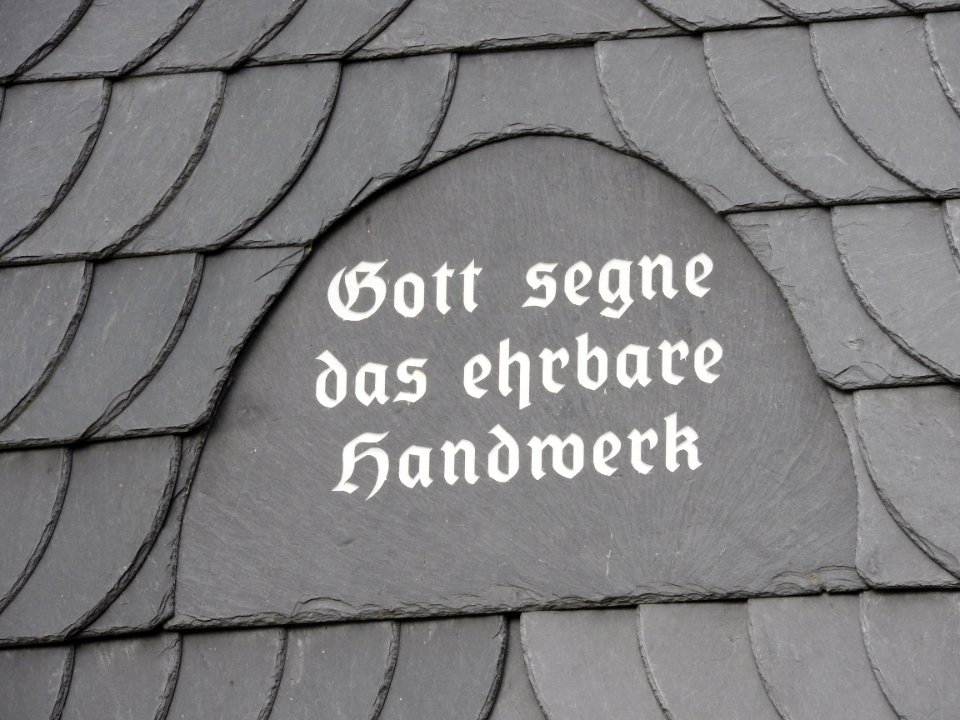 Gott segne
das ehrbare
Handwerk